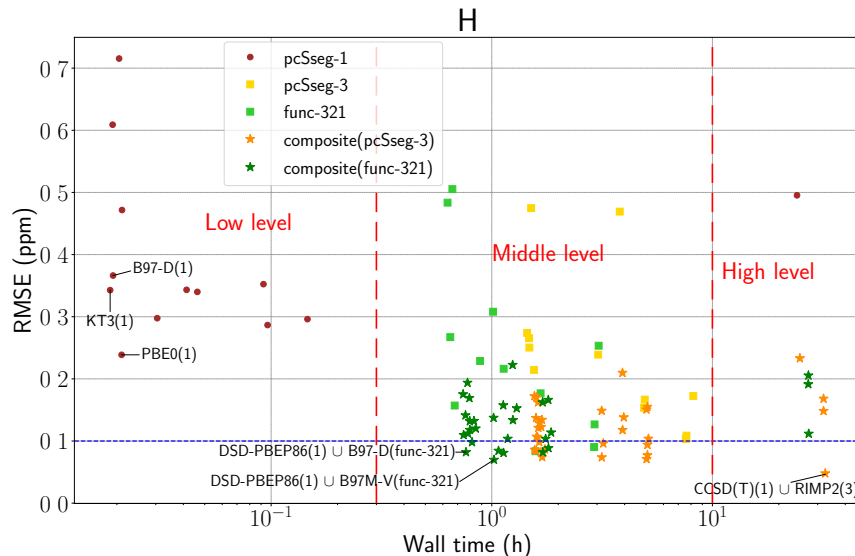 H
0.7
0.6
0.5
0.4
0.3
0.2
0.1
0.0
RMSE (ppm)
pcSseg-1
pcSseg-3
func-321
composite(pcSseg-3)
composite(func-321)
Low level
Middle level
High level
B97-D(1)
KT3(1)
PBE0(1)
DSD-PBEP86(1) ∪ B97-D(func-321)
DSD-PBEP86(1) ∪ B97M-V(func-321)
CCSD(T)(1) ∪ RIMP2(3)
10⁻¹
10⁰
10¹
Wall time (h)